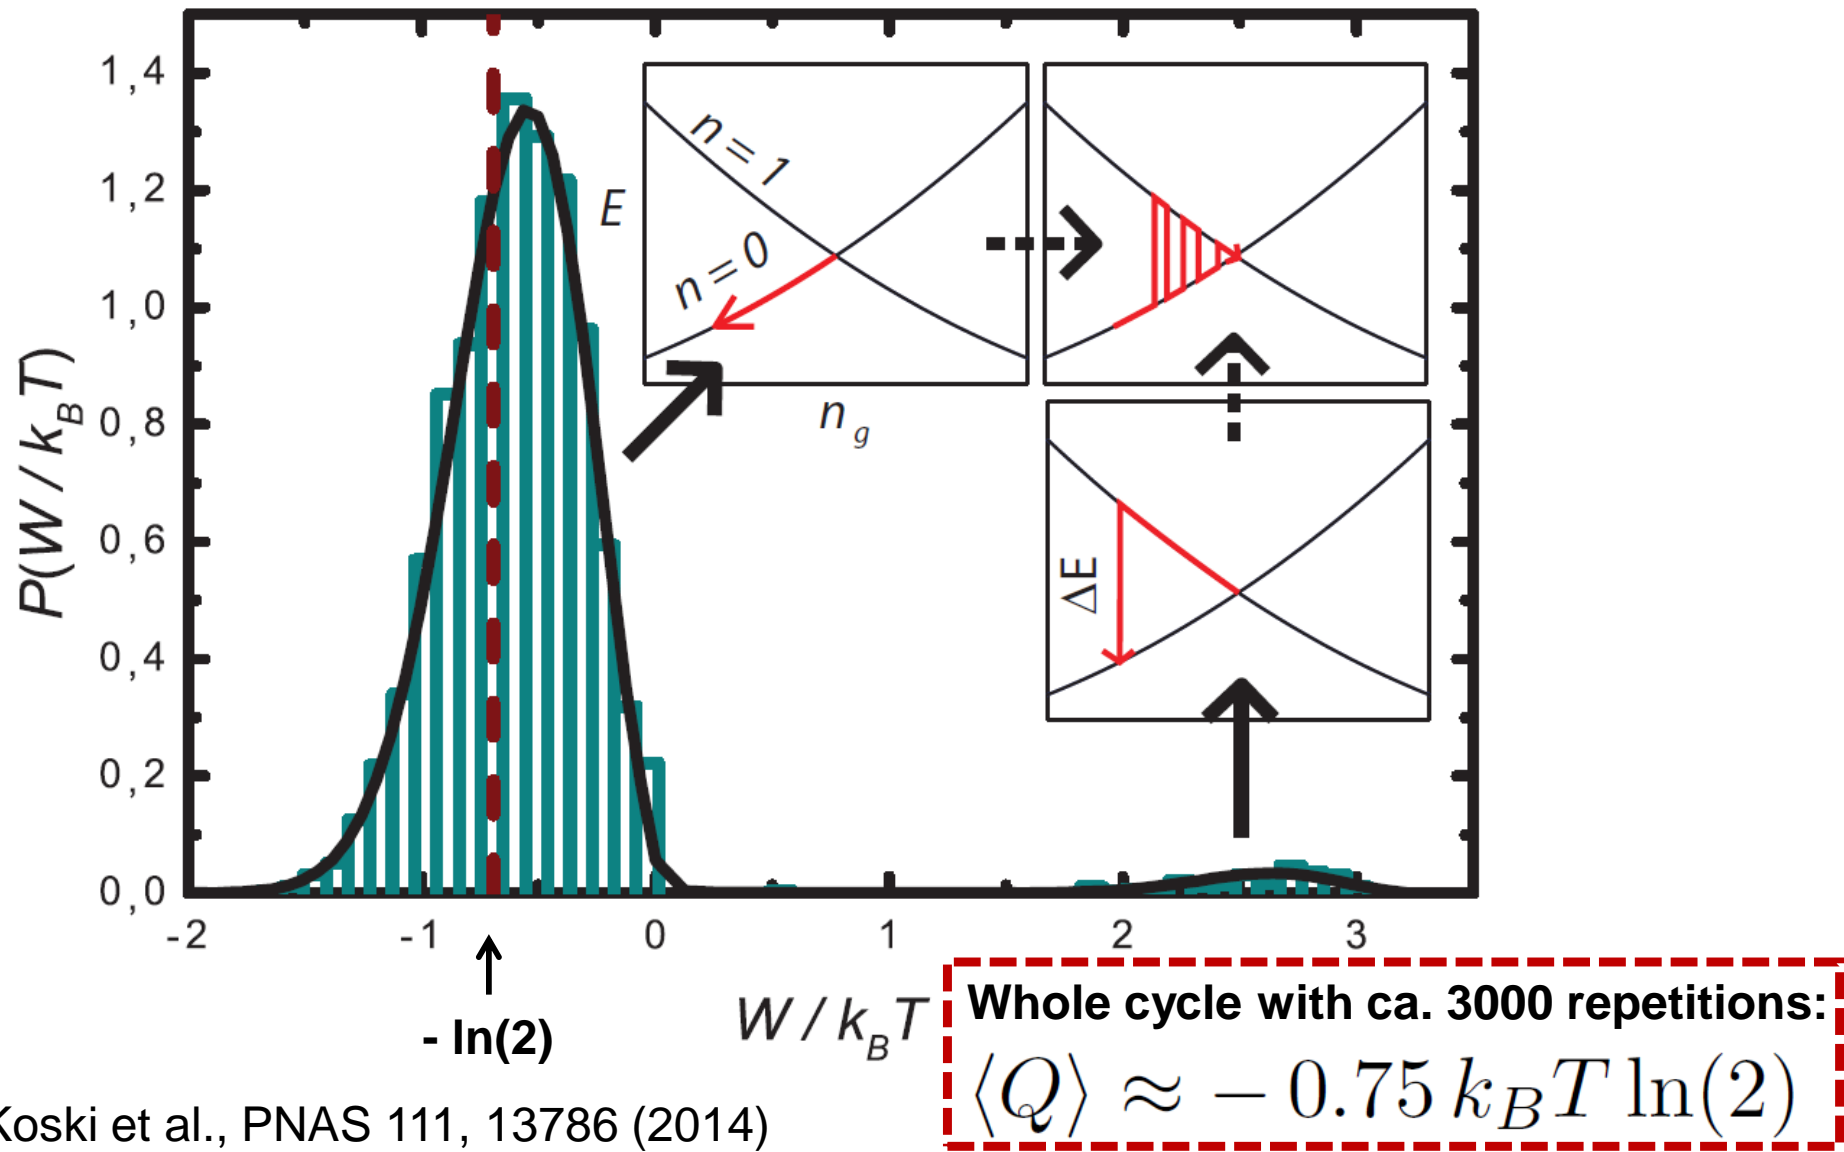 P(W / k_B T)
1,4
1,2
1,0
0,8
0,6
0,4
0,2
0,0
-2
-1
0
1
2
3
W / k_B T
- ln(2)
E
n = 1
n = 0
n_g
ΔE
Whole cycle with ca. 3000 repetitions:
⟨Q⟩ ≈ − 0.75 k_B T ln(2)
Koski et al., PNAS 111, 13786 (2014)